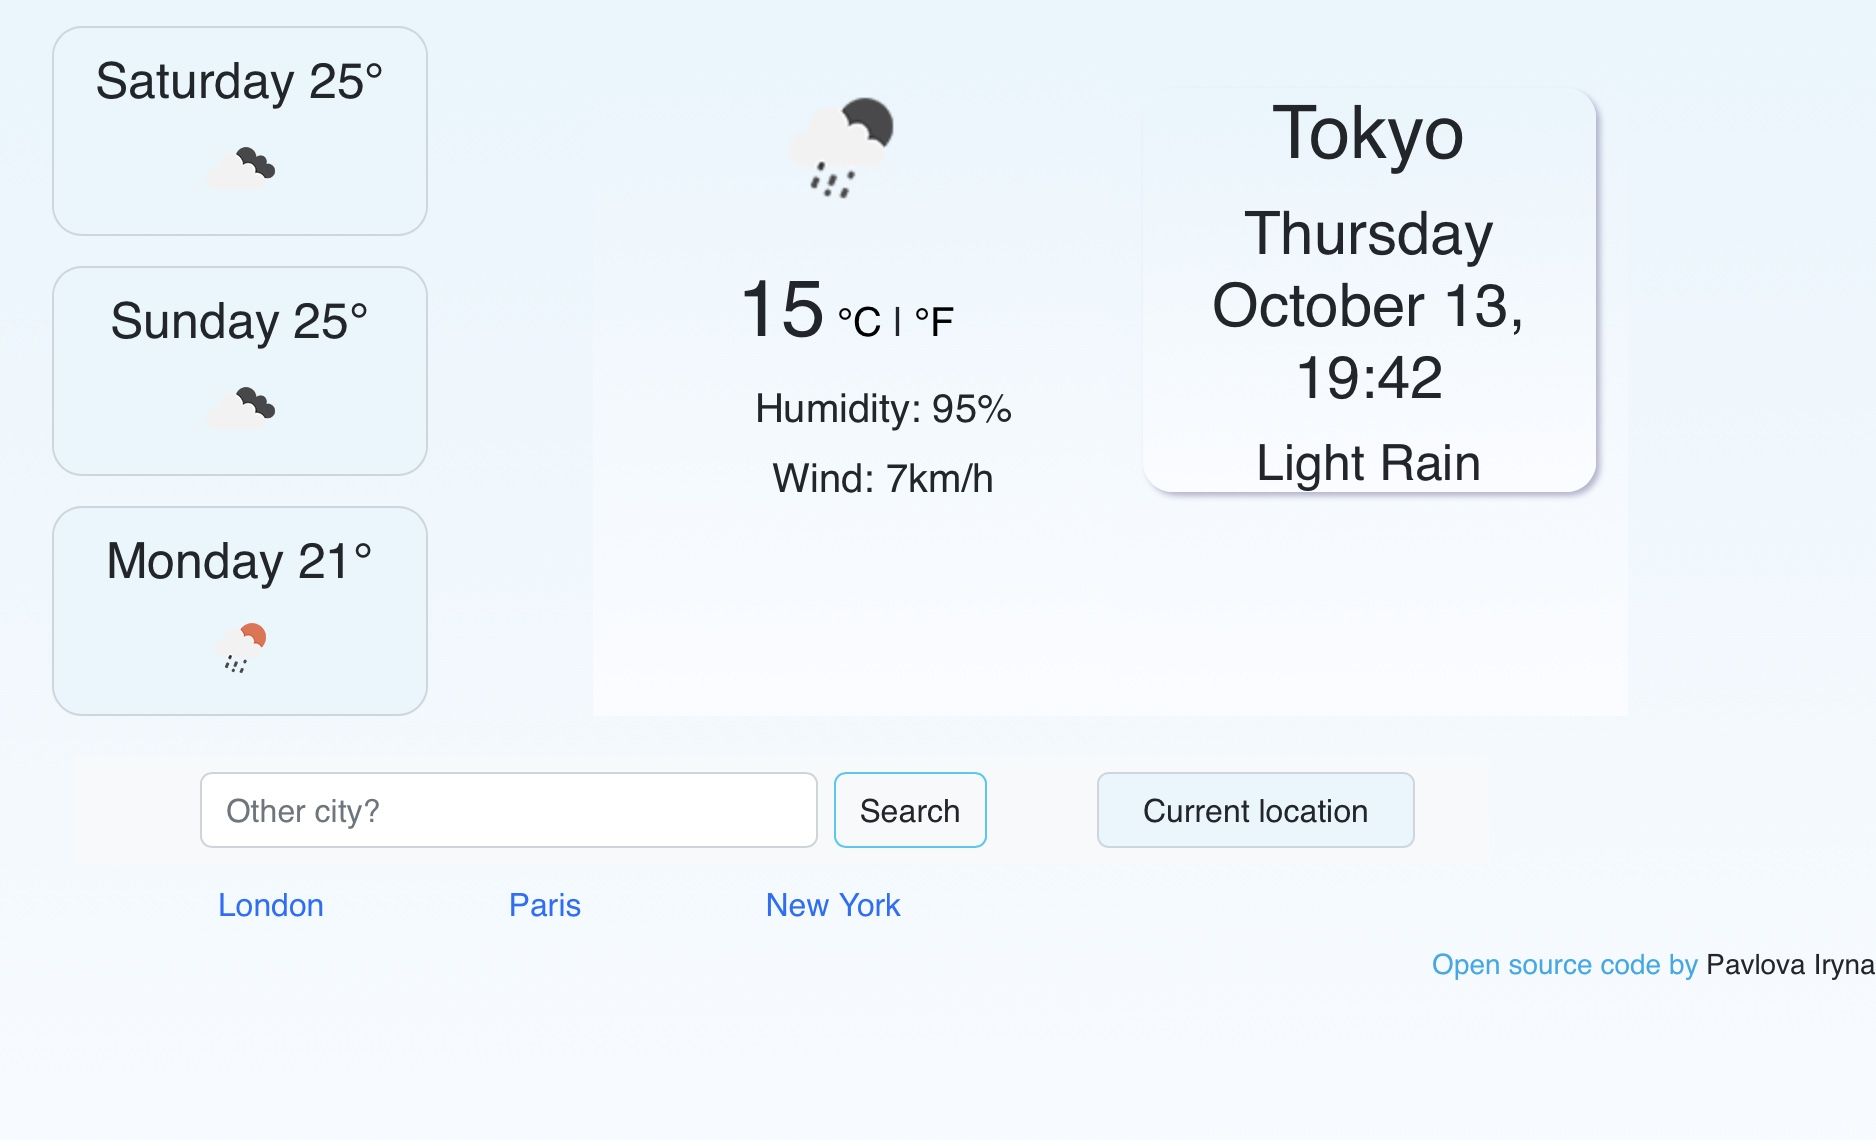 Saturday 25°
Sunday 25°
Monday 21°
15 °C | °F
Humidity: 95%
Wind: 7km/h
Tokyo
Thursday
October 13,
19:42
Light Rain
Other city?
Search
Current location
London
Paris
New York
Open source code by Pavlova Iryna